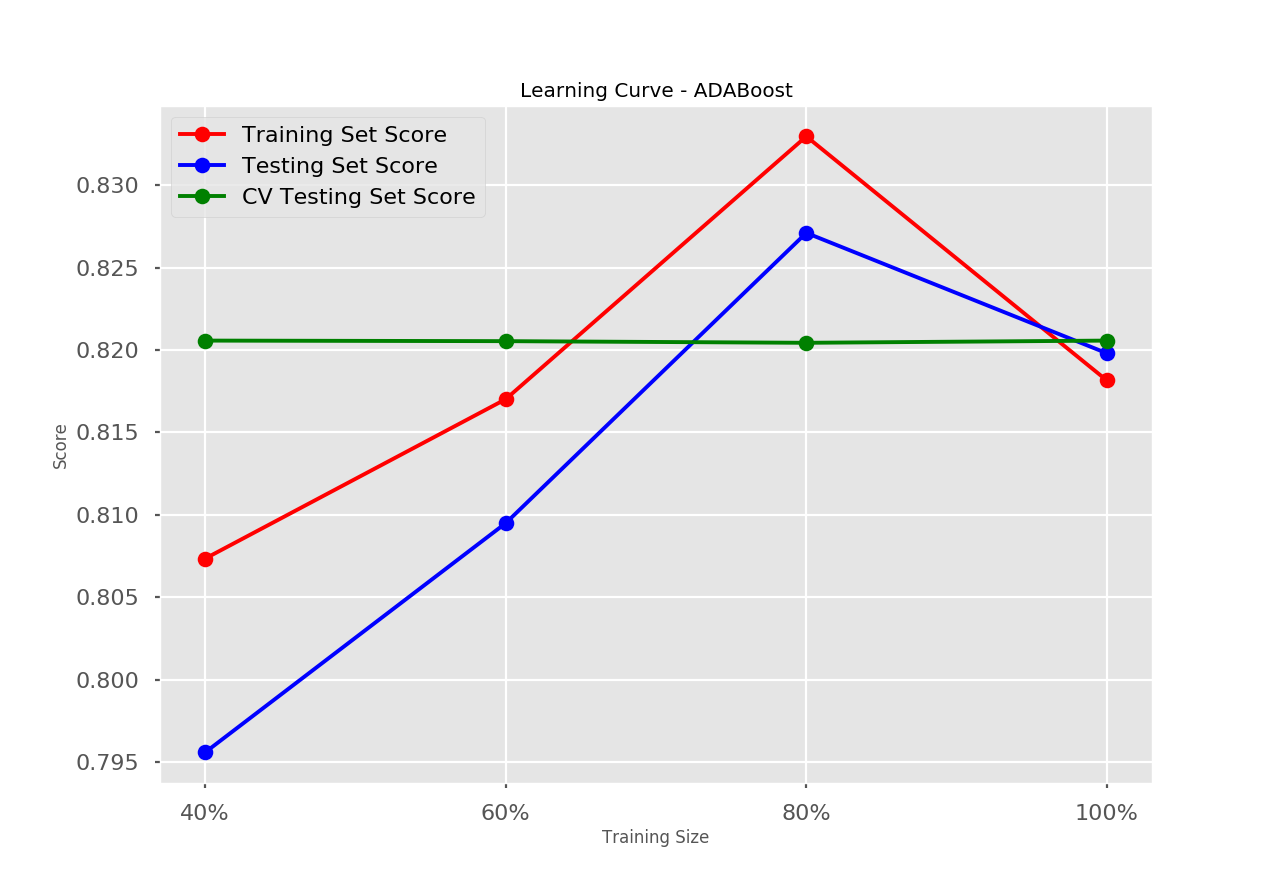 Learning Curve - ADABoost
Training Set Score
Testing Set Score
CV Testing Set Score
0.830
0.825
0.820
0.815
0.810
0.805
0.800
0.795
Score
40% 60% 80% 100%
Training Size